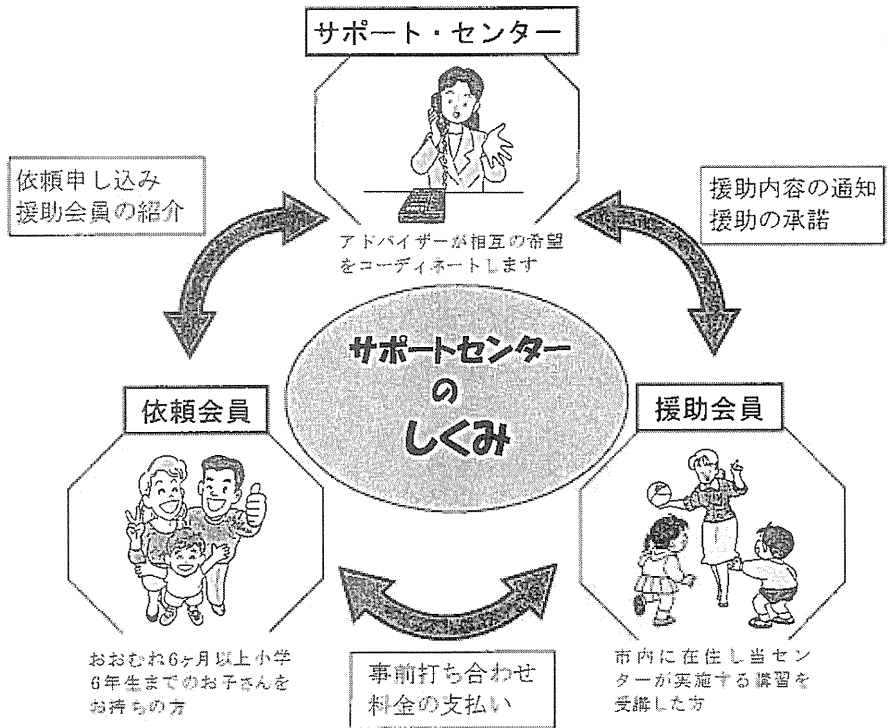 サポート・センター
依頼申し込み
援助会員の紹介
援助内容の通知
援助の承諾
アドバイザーが相互の希望
をコーディネートします
サポートセンター
の
しくみ
依頼会員
援助会員
おおむね6ヶ月以上小学
6年生までのお子さんを
お持ちの方
事前打ち合わせ
料金の支払い
市内に在住し当セン
ターが実施する講習を
受講した方